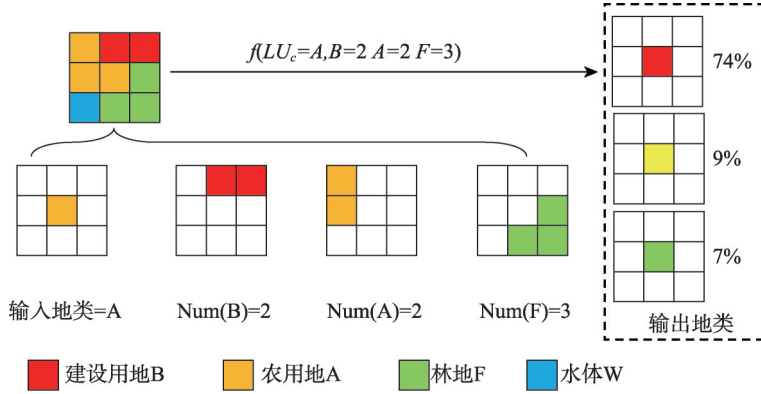 f(LUc=A,B=2 A=2 F=3)
74%
9%
7%
输入地类=A
Num(B)=2
Num(A)=2
Num(F)=3
输出地类
建设用地B
农用地A
林地F
水体W